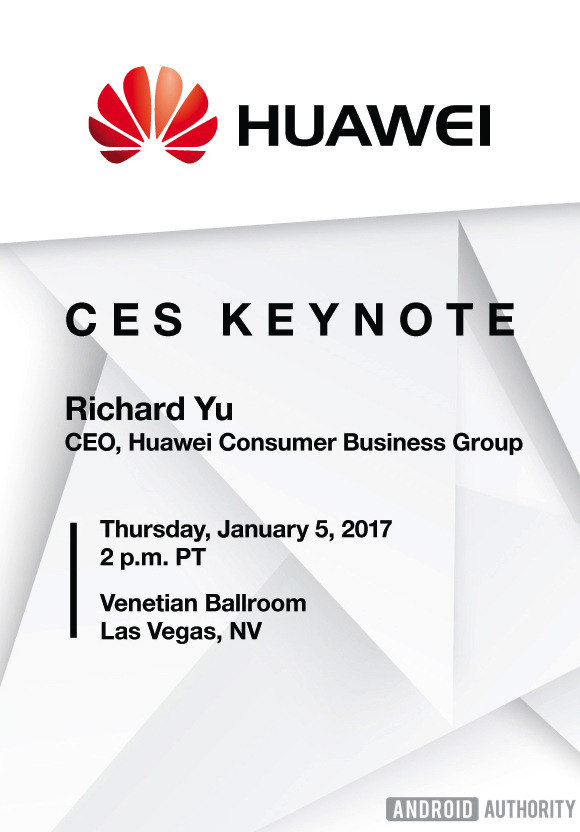 HUAWEI
CES KEYNOTE
Richard Yu
CEO, Huawei Consumer Business Group
Thursday, January 5, 2017
2 p.m. PT
Venetian Ballroom
Las Vegas, NV
ANDROID AUTHORITY